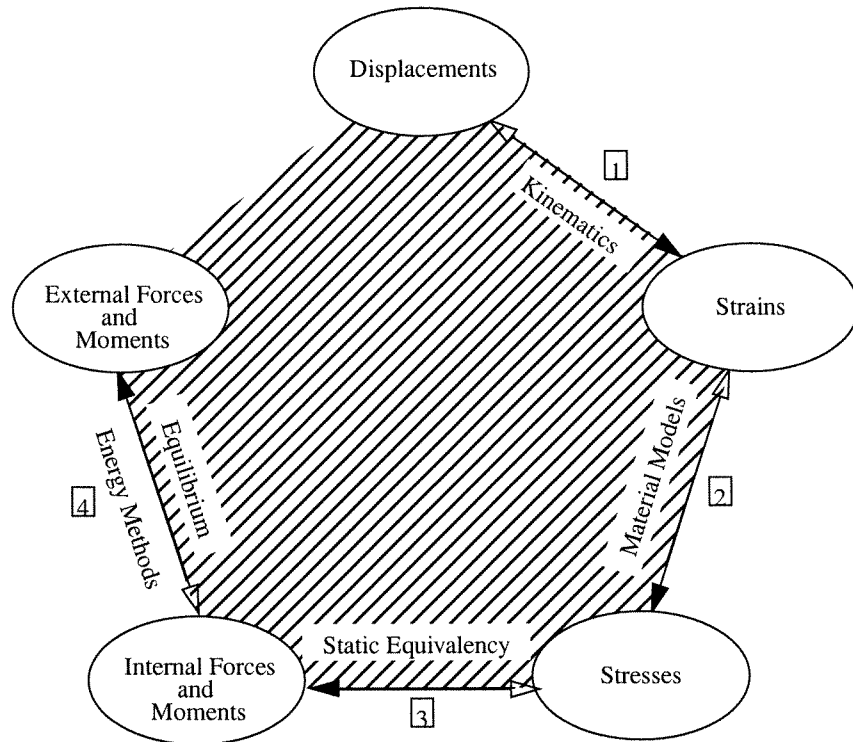 Displacements
1
Kinematics
External Forces
and
Moments
Strains
Energy Methods
Equilibrium
4
Material Models
2
Static Equivalency
3
Internal Forces
and
Moments
Stresses